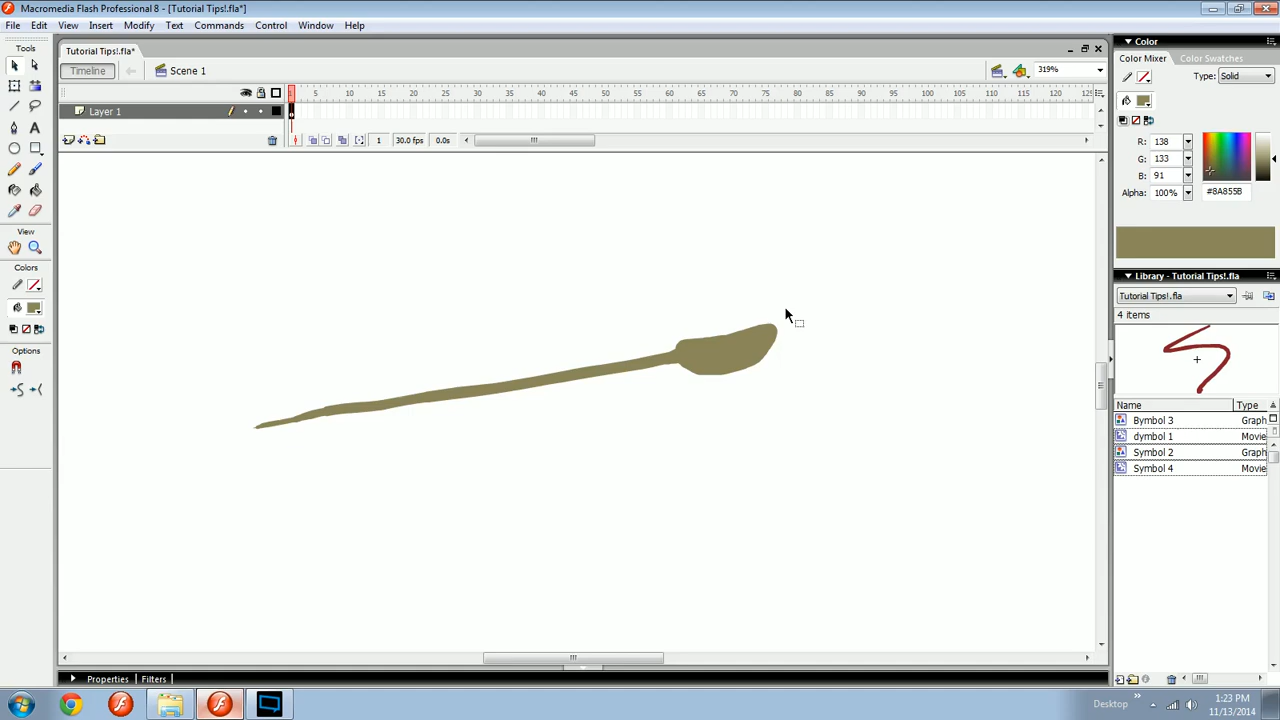 Macromedia Flash Professional 8 - [Tutorial Tips!.fla*]
File Edit View Insert Modify Text Commands Control Window Help
Tools
Tutorial Tips!.fla*
Timeline
Scene 1
319%
5 10 15 20 25 30 35 40 45 50 55 60 65 70 75 80 85 90 95 100 105 110 115 120 125
Layer 1
1 30.0 fps 0.0s
View
Colors
Options
Color
Color Mixer Color Swatches
Type: Solid
R: 138
G: 133
B: 91
Alpha: 100% #8A855B
Library - Tutorial Tips!.fla
Tutorial Tips!.fla
4 items
Name Type
Bymbol 3 Graph
dymbol 1 Movie
Symbol 2 Graph
Symbol 4 Movie
Properties Filters
Desktop
1:23 PM
11/13/2014